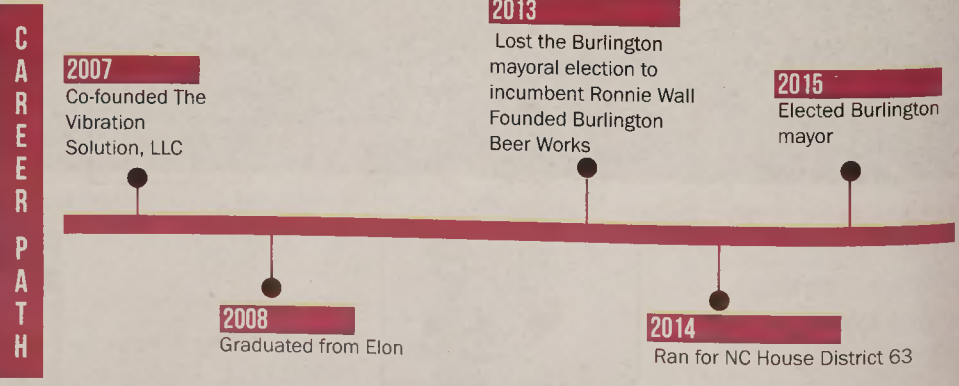 CAREER PATH
2007
Co-founded The
Vibration
Solution, LLC
2008
Graduated from Elon
2013
Lost the Burlington
mayoral election to
incumbent Ronnie Wall
Founded Burlington
Beer Works
2014
Ran for NC House District 63
2015
Elected Burlington
mayor